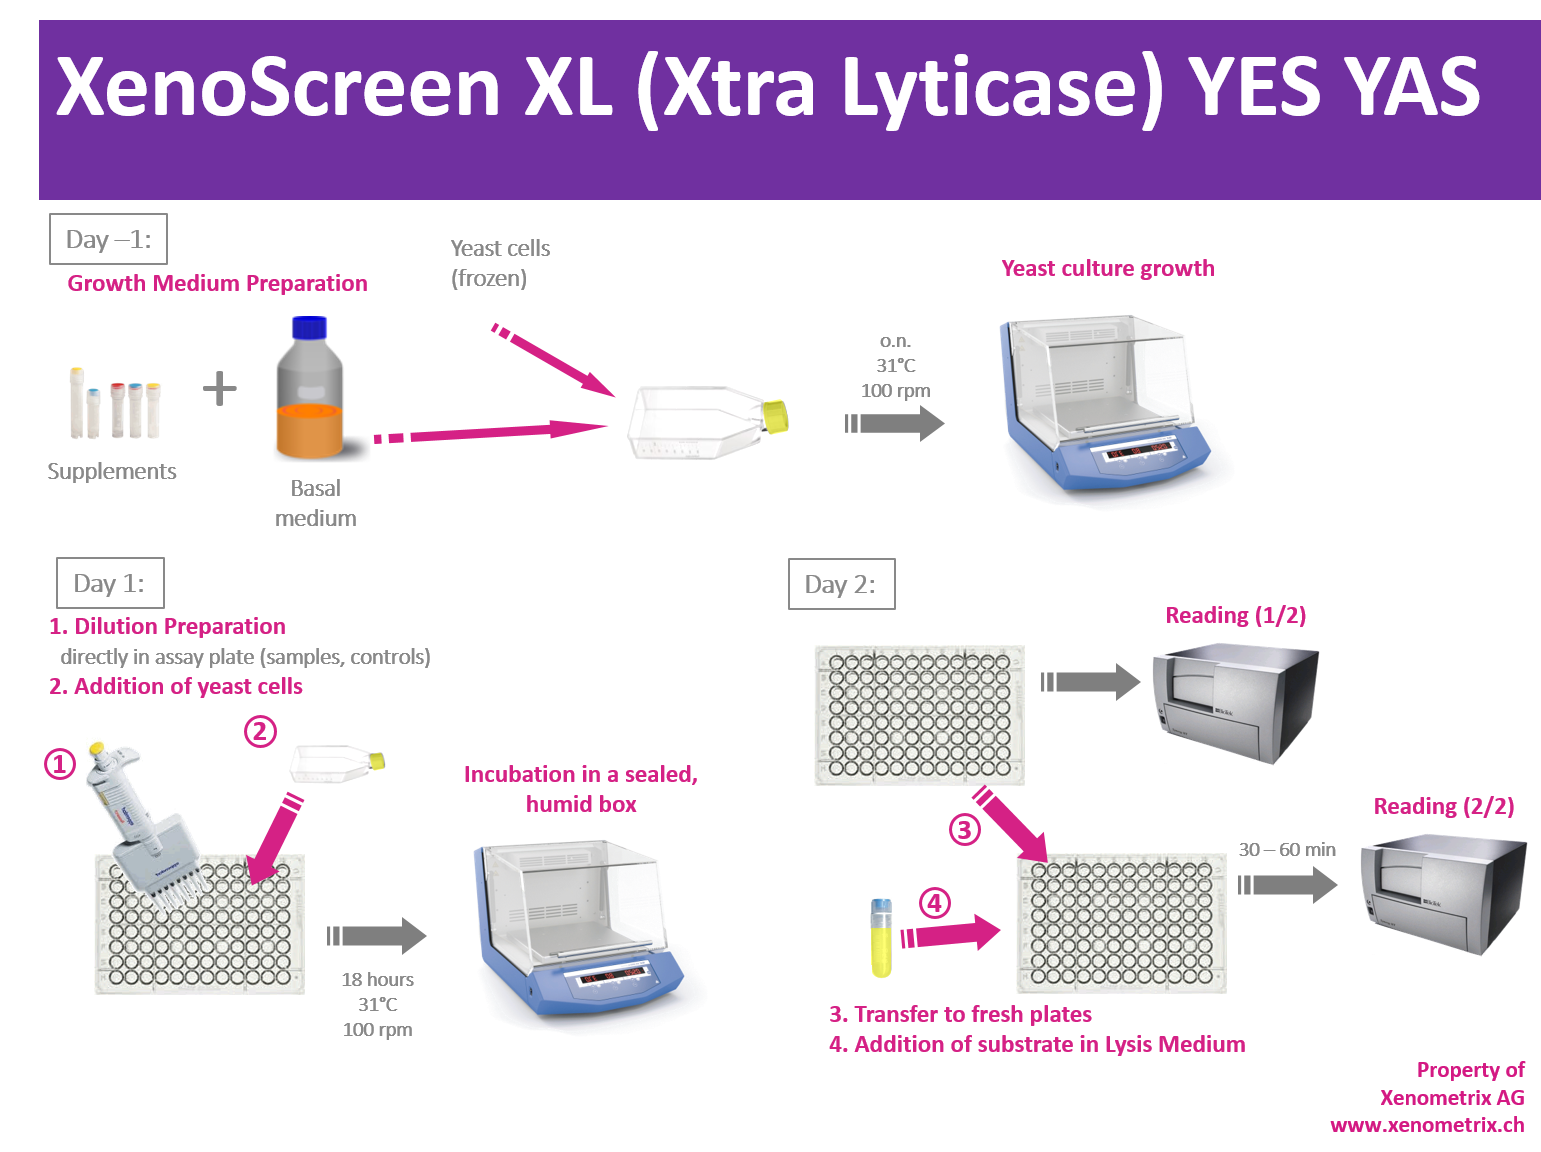 XenoScreen XL (Xtra Lyticase) YES YAS
Day –1:
Growth Medium Preparation
Supplements
+
Basal
medium
Yeast cells
(frozen)
o.n.
31°C
100 rpm
Yeast culture growth
Day 1:
1. Dilution Preparation
directly in assay plate (samples, controls)
2. Addition of yeast cells
①
②
18 hours
31°C
100 rpm
Incubation in a sealed,
humid box
Day 2:
Reading (1/2)
③
④
30 – 60 min
Reading (2/2)
3. Transfer to fresh plates
4. Addition of substrate in Lysis Medium
Property of
Xenometrix AG
www.xenometrix.ch